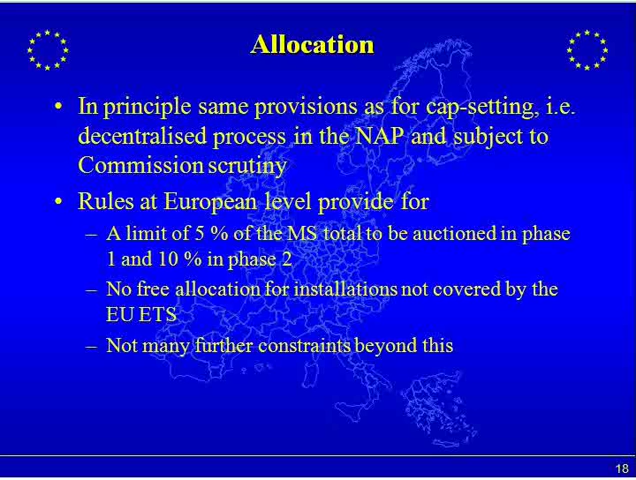 Allocation
• In principle same provisions as for cap-setting, i.e.
decentralised process in the NAP and subject to
Commission scrutiny
• Rules at European level provide for
– A limit of 5 % of the MS total to be auctioned in phase
1 and 10 % in phase 2
– No free allocation for installations not covered by the
EU ETS
– Not many further constraints beyond this
18